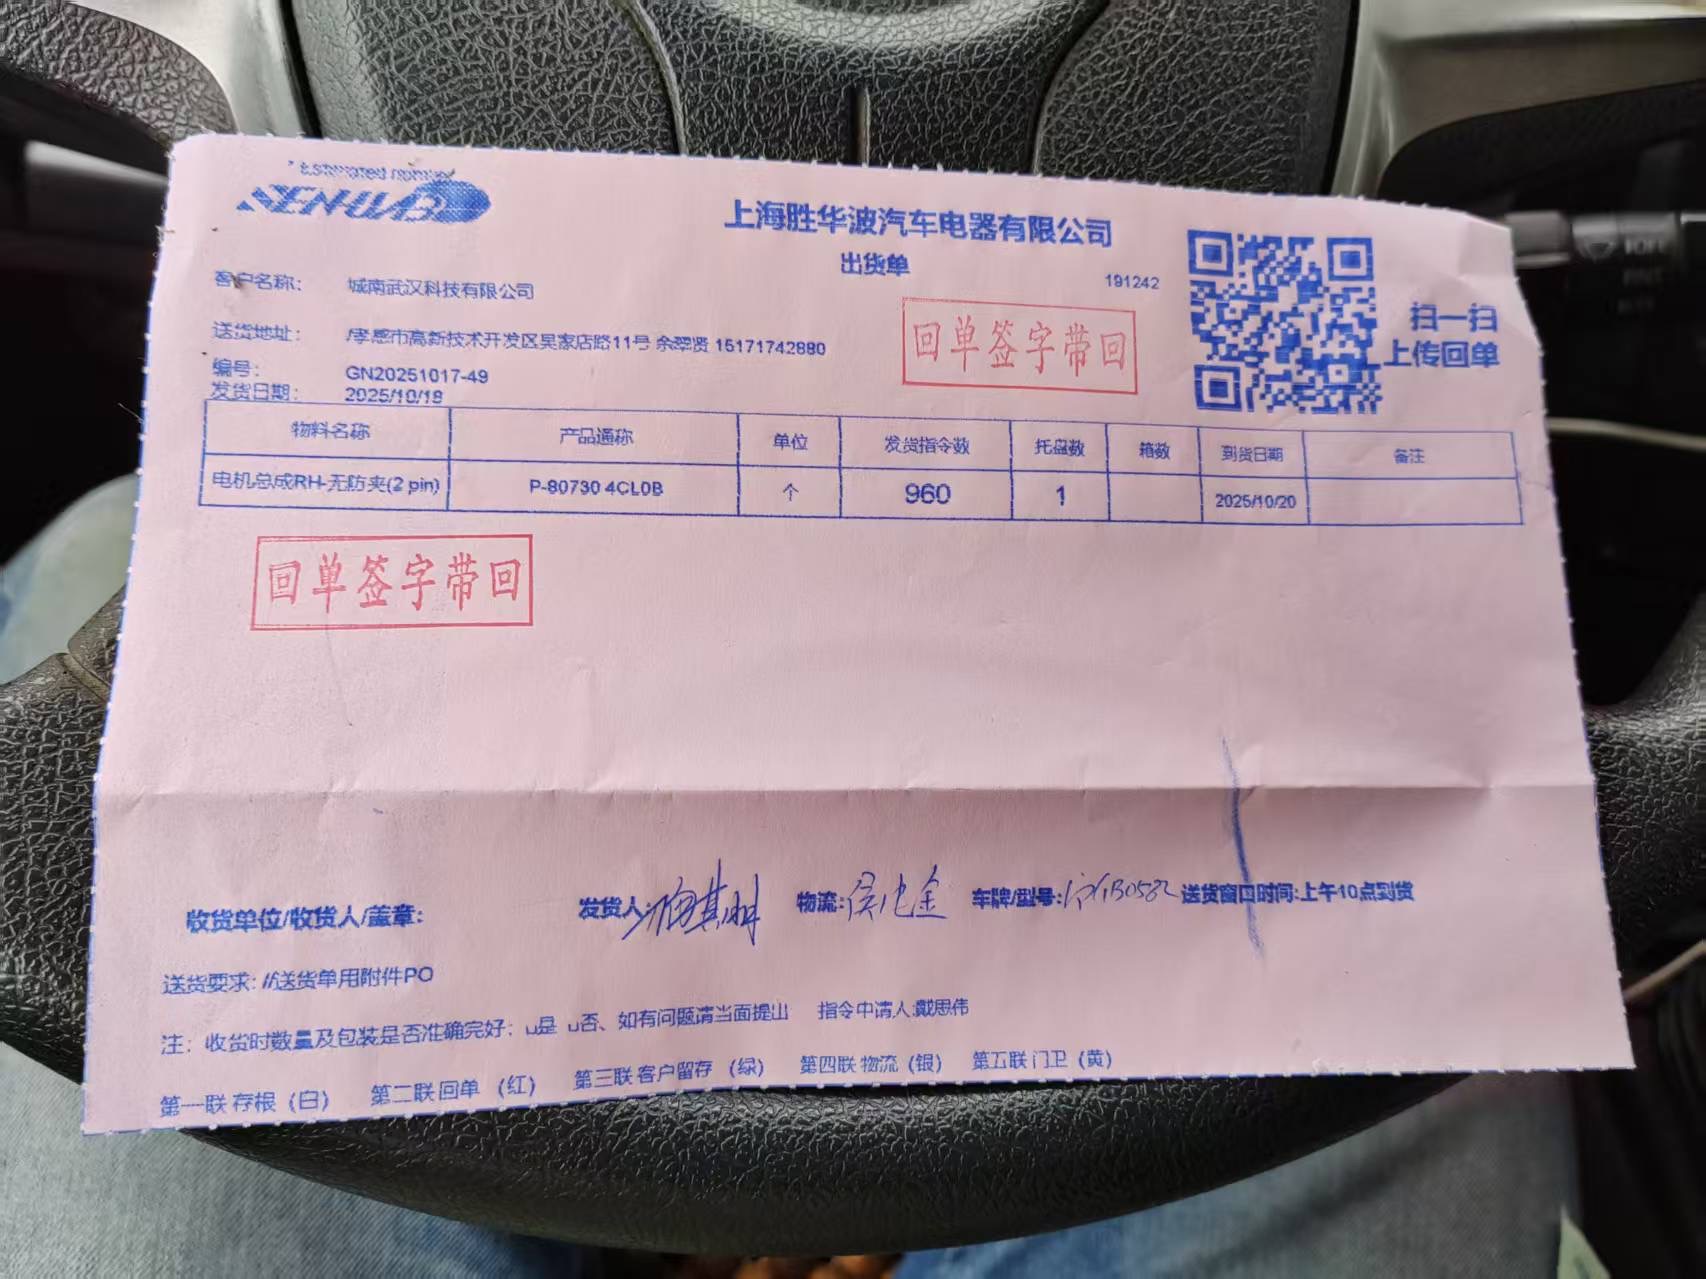 SENHUAB
上海胜华波汽车电器有限公司
出货单
191242
客户名称： 城南武汉科技有限公司
送货地址： /孝感市高新技术开发区吴家店路11号 余翠贤 15171742880
编号： GN20251017-49
发货日期： 2025/10/18
回单签字带回
扫一扫
上传回单
物料名称 产品通称 单位 发货指令数 托盘数 箱数 到货日期 备注
电机总成RH-无防夹(2 pin) P-80730 4CL0B 个 960 1 2025/10/20
回单签字带回
收货单位/收货人/盖章: 发货人: 物流: 车牌/型号: 送货窗口时间:上午10点到货
送货要求: //送货单用附件PO
注： 收货时数量及包装是否准确完好；u是 u否、如有问题请当面提出 指令申请人:戴思伟
第一联 存根 (白) 第二联 回单 (红) 第三联 客户留存 (绿) 第四联 物流 (银) 第五联 门卫 (黄)